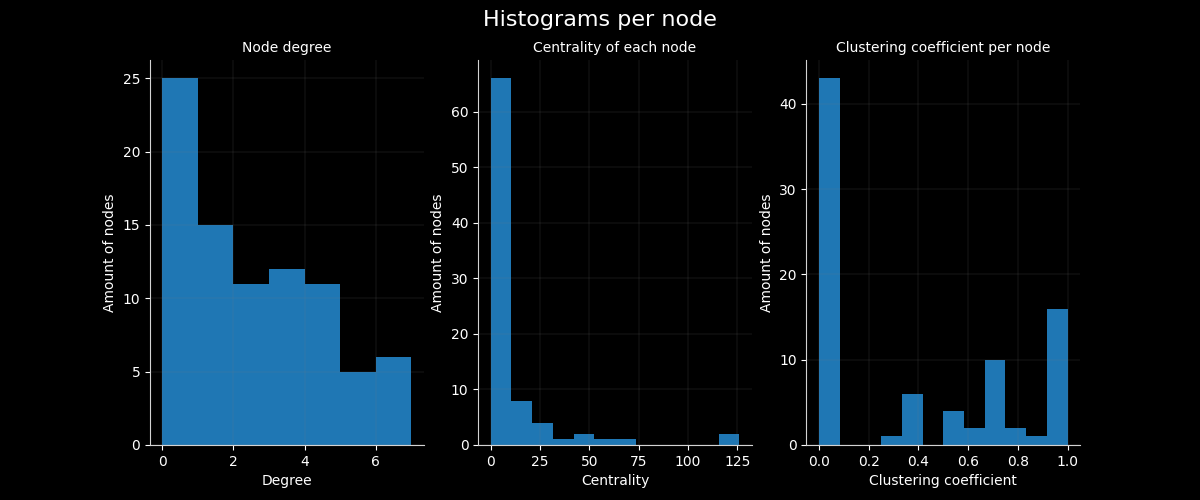 Histograms per node
Node degree
Amount of nodes
25
20
15
10
5
0
0 2 4 6
Degree
Centrality of each node
Amount of nodes
60
50
40
30
20
10
0
0 25 50 75 100 125
Centrality
Clustering coefficient per node
Amount of nodes
40
30
20
10
0
0.0 0.2 0.4 0.6 0.8 1.0
Clustering coefficient